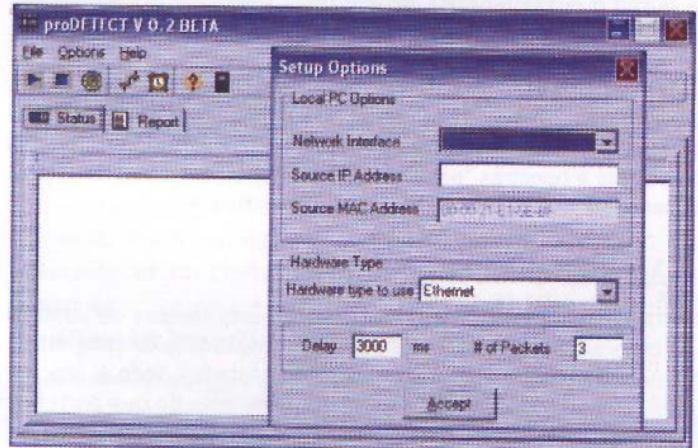 proDETECT V 0.2 BETA
File Options Help
Status Report
Setup Options
Local PC Options
Network Interface
Source IP Address
Source MAC Address
Hardware Type
Hardware type to use Ethernet
Delay 3000 ms # of Packets 3
Accept